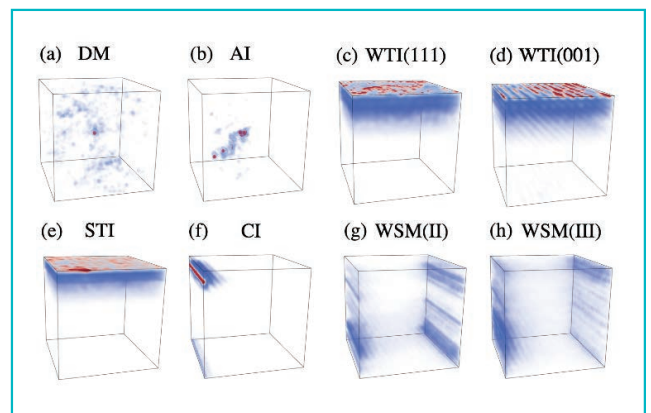 (a) DM (b) AI (c) WTI(111) (d) WTI(001)
(e) STI (f) CI (g) WSM(II) (h) WSM(III)